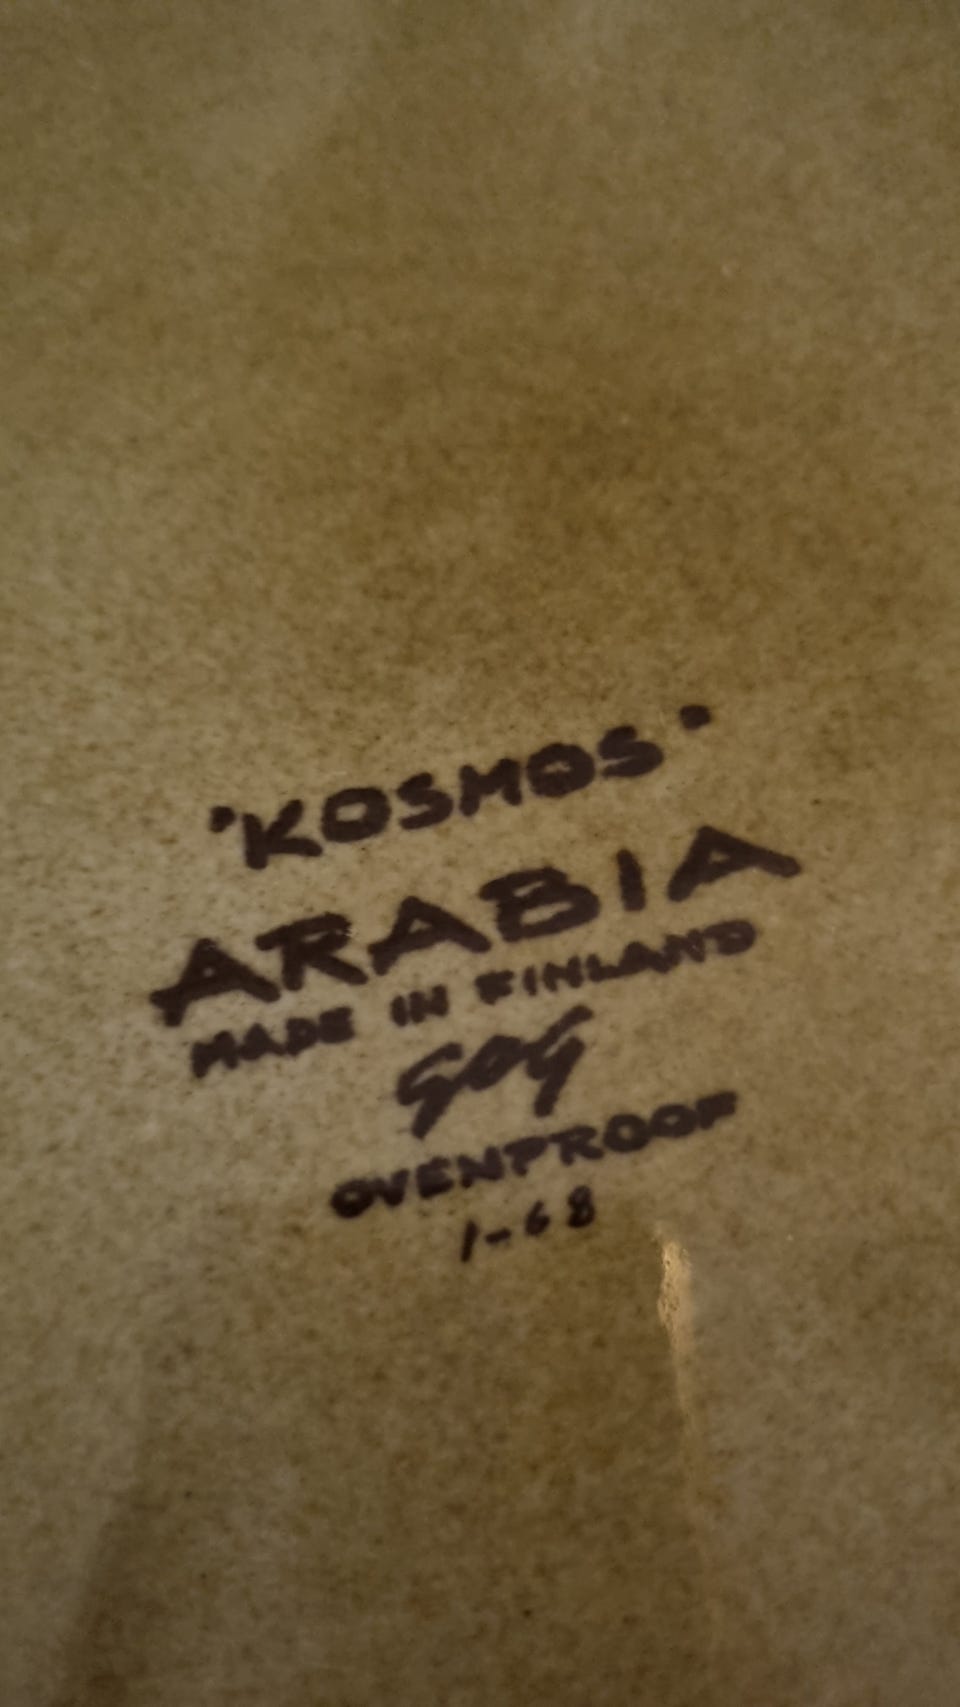 "KOSMOS"
ARABIA
MADE IN FINLAND
GOG
OVENPROOF
1-68